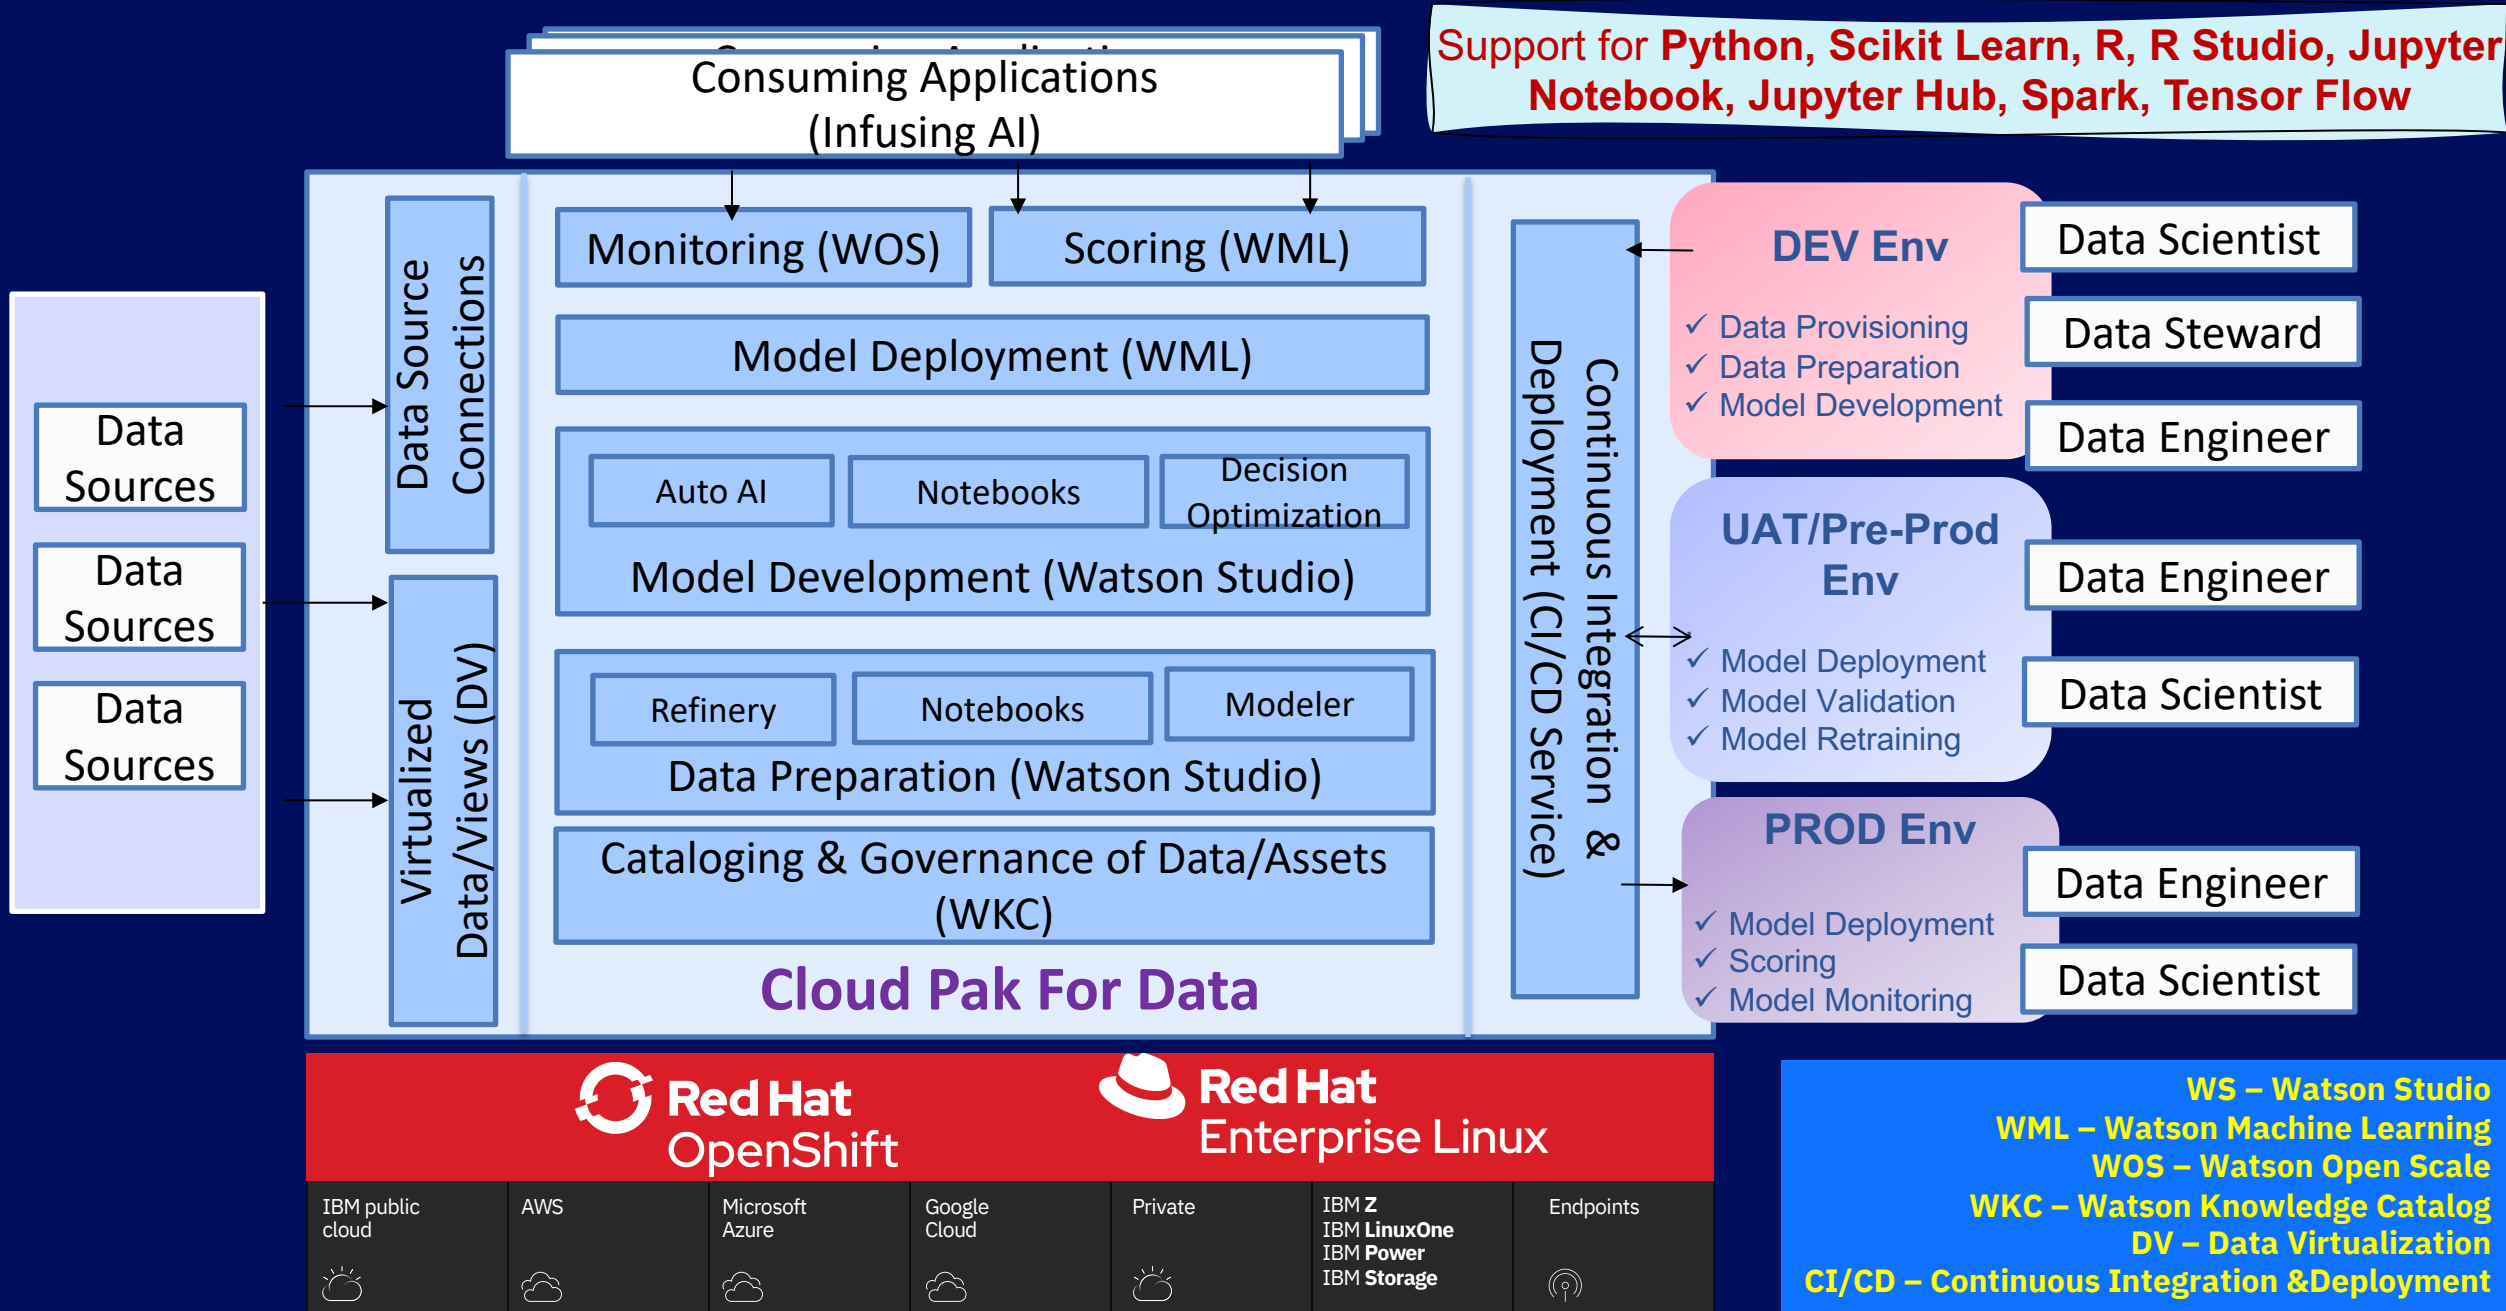 Consuming Applications
(Infusing AI)
Support for Python, Scikit Learn, R, R Studio, Jupyter
Notebook, Jupyter Hub, Spark, Tensor Flow
Data
Sources
Data
Sources
Data
Sources
Data Source
Connections
Virtualized
Data/Views (DV)
Monitoring (WOS)
Scoring (WML)
Model Deployment (WML)
Auto AI
Notebooks
Decision
Optimization
Model Development (Watson Studio)
Refinery
Notebooks
Modeler
Data Preparation (Watson Studio)
Cataloging & Governance of Data/Assets
(WKC)
Cloud Pak For Data
Continuous Integration &
Deployment (CI/CD Service)
DEV Env
✓ Data Provisioning
✓ Data Preparation
✓ Model Development
Data Scientist
Data Steward
Data Engineer
UAT/Pre-Prod
Env
✓ Model Deployment
✓ Model Validation
✓ Model Retraining
Data Engineer
Data Scientist
PROD Env
✓ Model Deployment
✓ Scoring
✓ Model Monitoring
Data Engineer
Data Scientist
Red Hat
OpenShift
Red Hat
Enterprise Linux
IBM public
cloud
AWS
Microsoft
Azure
Google
Cloud
Private
IBM Z
IBM LinuxOne
IBM Power
IBM Storage
Endpoints
WS – Watson Studio
WML – Watson Machine Learning
WOS – Watson Open Scale
WKC – Watson Knowledge Catalog
DV – Data Virtualization
CI/CD – Continuous Integration &Deployment